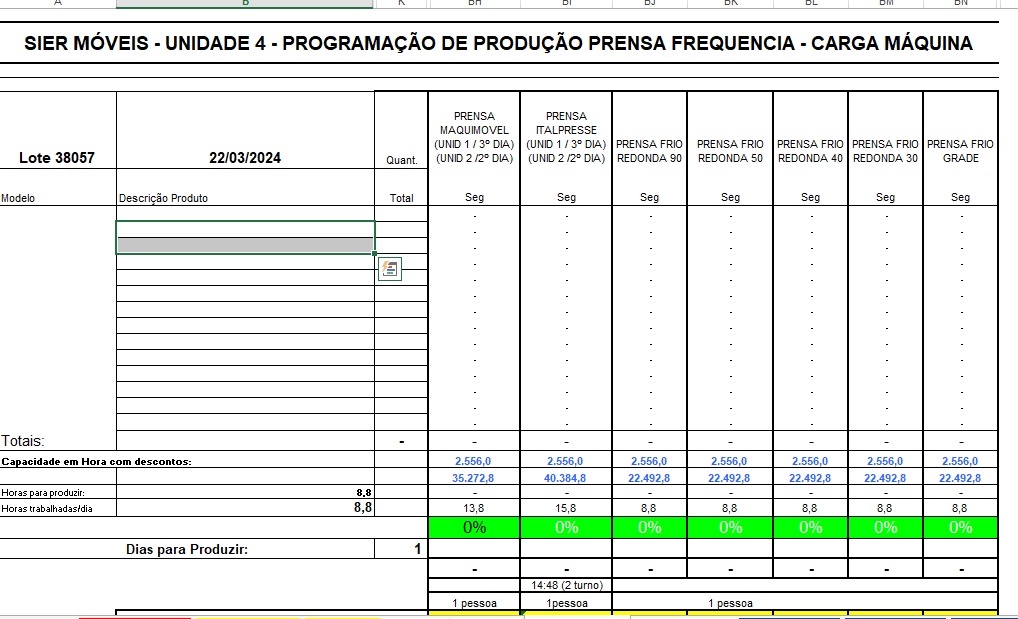 A B K BH BI BJ BK BL BM BN
SIER MÓVEIS - UNIDADE 4 - PROGRAMAÇÃO DE PRODUÇÃO PRENSA FREQUENCIA - CARGA MÁQUINA
Lote 38057
22/03/2024
Quant.
PRENSA
MAQUIMOVEL
(UNID 1 / 3º DIA)
(UNID 2 /2º DIA)
PRENSA
ITALPRESSE
(UNID 1 / 3º DIA)
(UNID 2 /2º DIA)
PRENSA FRIO
REDONDA 90
PRENSA FRIO
REDONDA 50
PRENSA FRIO
REDONDA 40
PRENSA FRIO
REDONDA 30
PRENSA FRIO
GRADE
Modelo Descrição Produto Total Seg Seg Seg Seg Seg Seg Seg
- - - - - - -
- - - - - - -
- - - - - - -
- - - - - - -
- - - - - - -
- - - - - - -
- - - - - - -
- - - - - - -
- - - - - - -
- - - - - - -
- - - - - - -
- - - - - - -
- - - - - - -
- - - - - - -
Totais: - - - - - - - -
Capacidade em Hora com descontos: 2.556,0 2.556,0 2.556,0 2.556,0 2.556,0 2.556,0 2.556,0
35.272,8 40.384,8 22.492,8 22.492,8 22.492,8 22.492,8 22.492,8
Horas para produzir: 8,8 - - - - - - -
Horas trabalhadas/dia 8,8 13,8 15,8 8,8 8,8 8,8 8,8 8,8
0% 0% 0% 0% 0% 0% 0%
Dias para Produzir: 1
- - - - - - -
14:48 (2 turno)
1 pessoa 1pessoa 1 pessoa